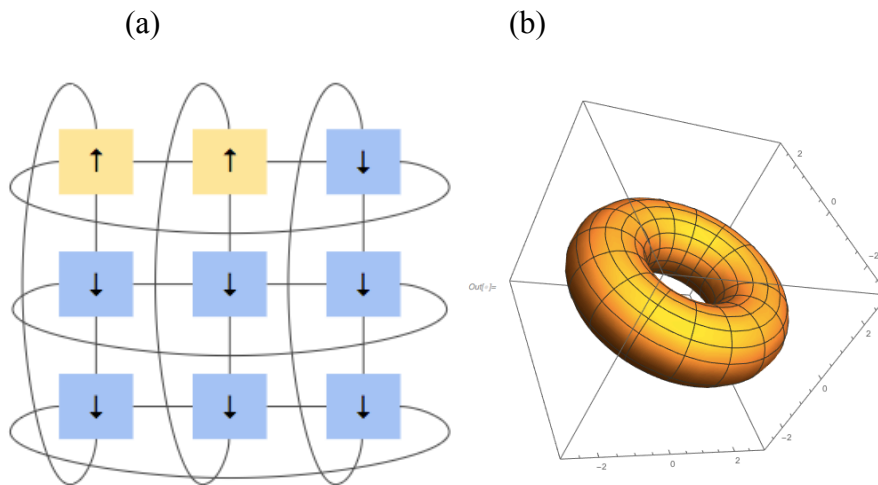 (a) (b)
↑ ↑ ↓
↓ ↓ ↓
↓ ↓ ↓
Out[-]=
2
0
-2
2
0
-2
-2 0 2